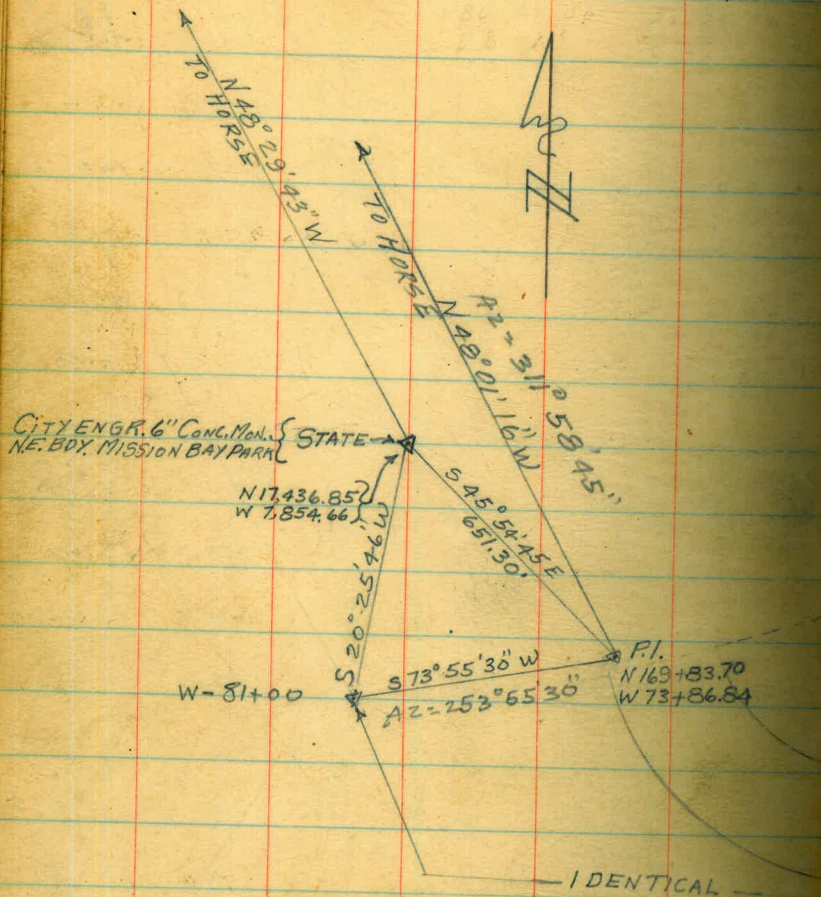 N 48° 29' 43" W
TO HORSE
TO HORSE
N 48° 01' 16" W
AZ = 311° 58' 45"
N
CITY ENGR. 6" CONC. MON.
N.E. BDY. MISSION BAY PARK
STATE
N 17,436.85
W 7,854.66
S 45° 54' 45 E
651.30'
S 20° 25' 46" W
S 73° 55' 30" W
AZ = 253° 55' 30"
P.I.
N 169+83.70
W 73+86.84
W-81+00
IDENTICAL